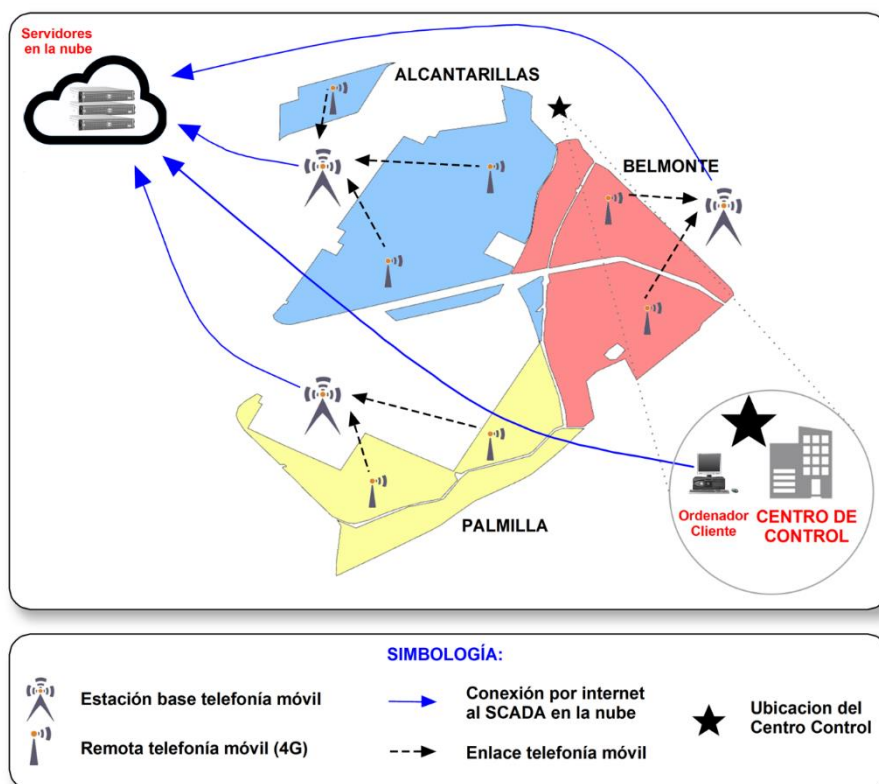 Servidores
en la nube
ALCANTARILLAS
BELMONTE
PALMILLA
Ordenador
Cliente
CENTRO DE
CONTROL
SIMBOLOGÍA:
Estación base telefonía móvil
Remota telefonía móvil (4G)
Conexión por internet
al SCADA en la nube
Enlace telefonía móvil
Ubicacion del
Centro Control